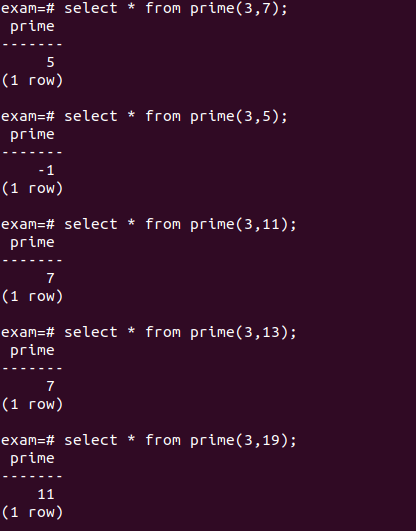 exam=# select * from prime(3,7);
 prime
-------
     5
(1 row)

exam=# select * from prime(3,5);
 prime
-------
    -1
(1 row)

exam=# select * from prime(3,11);
 prime
-------
     7
(1 row)

exam=# select * from prime(3,13);
 prime
-------
     7
(1 row)

exam=# select * from prime(3,19);
 prime
-------
    11
(1 row)